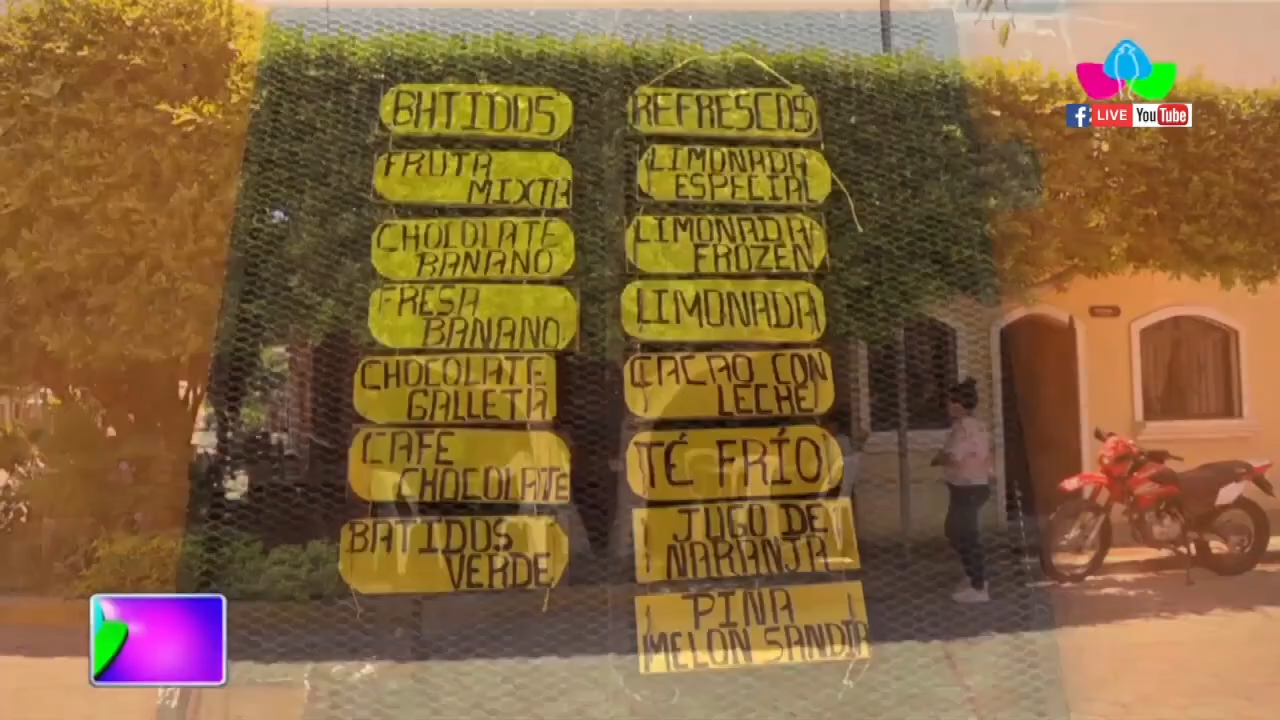 BATIDOS
FRUTA
MIXTA
CHOCOLATE
BANANO
FRESA
BANANO
CHOCOLATE
GALLETA
CAFE
CHOCOLATE
BATIDOS
VERDE
REFRESCOS
LIMONADA
ESPECIAL
LIMONADA
FROZEN
LIMONADA
CACAO CON
LECHE
TÉ FRÍO
JUGO DE
NARANJA
PIÑA
MELON SANDIA
f LIVE YouTube